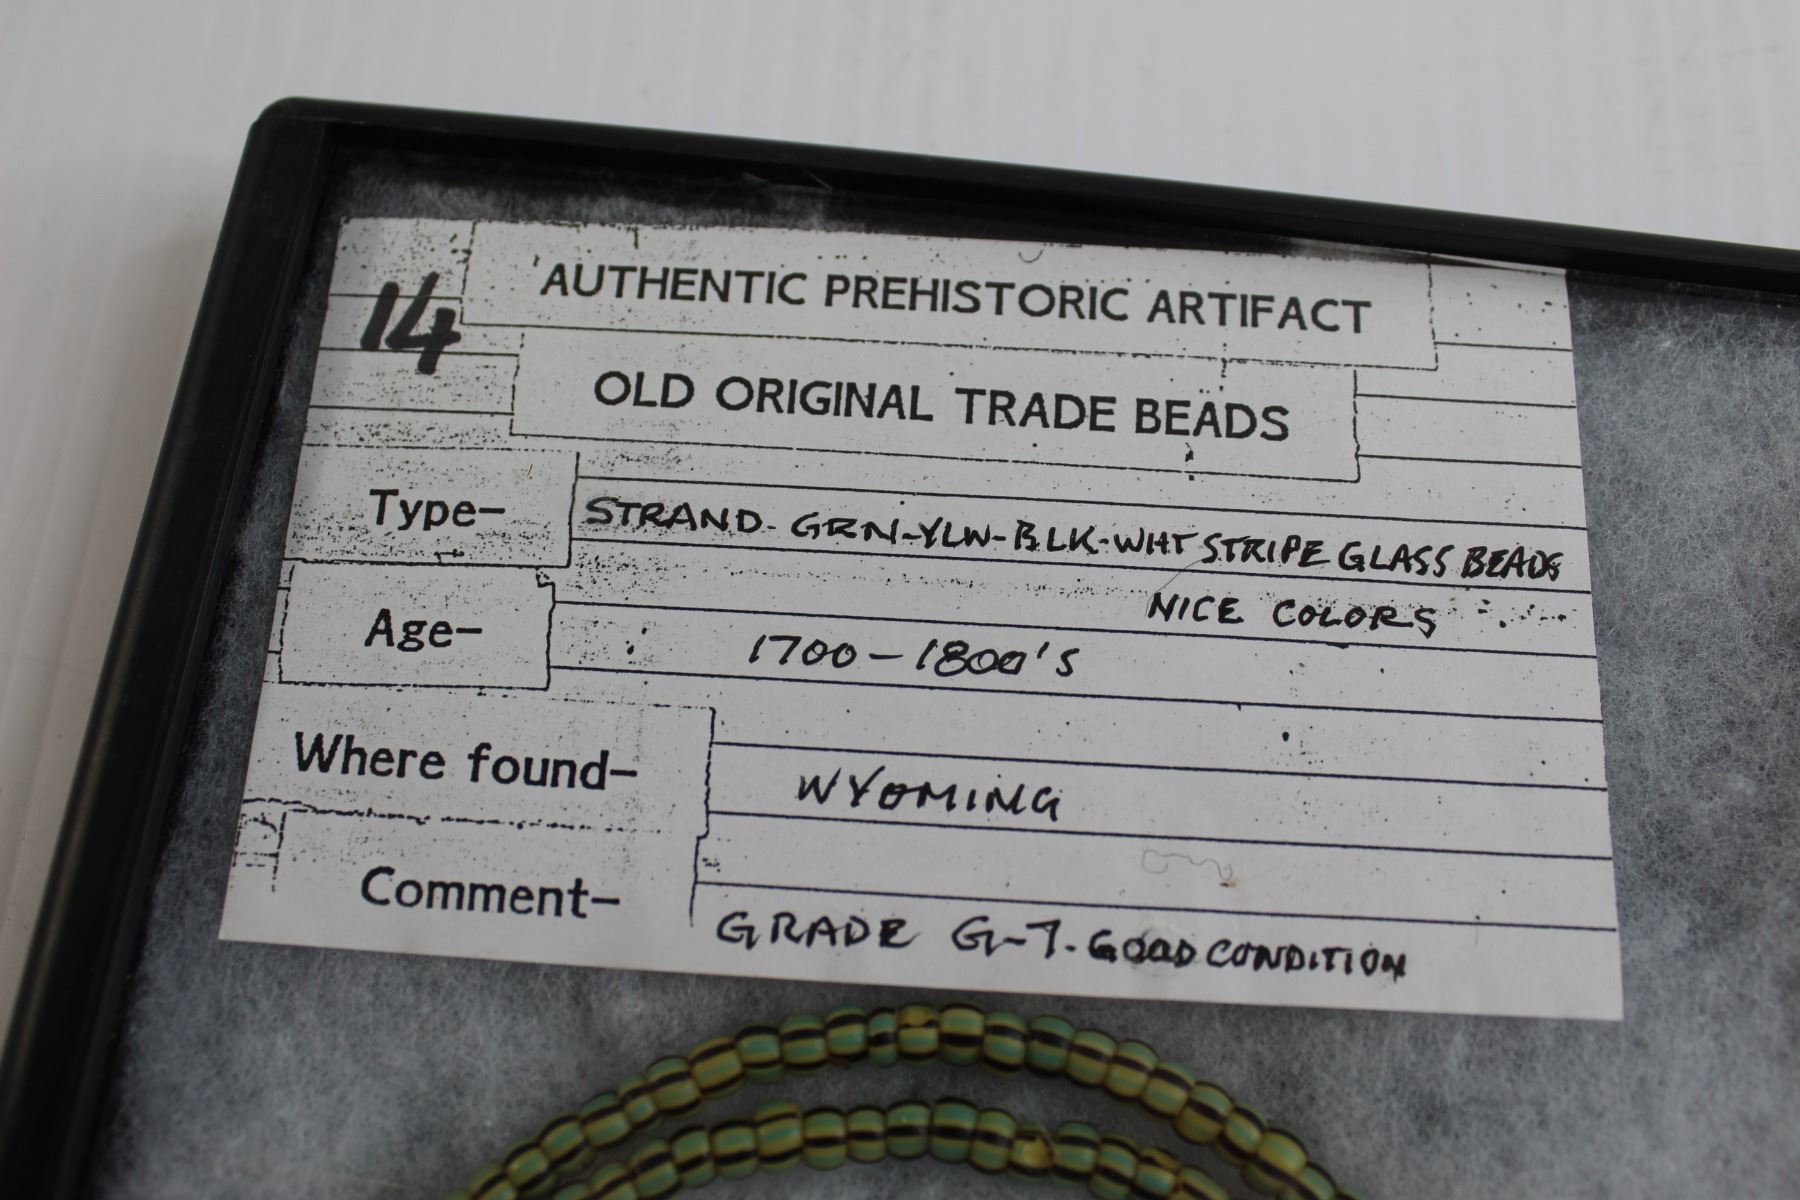 14
AUTHENTIC PREHISTORIC ARTIFACT
OLD ORIGINAL TRADE BEADS
Type- STRAND- GRN-YLW-BLK-WHT STRIPE GLASS BEADS
NICE COLORS
Age- 1700-1800's
Where found- WYOMING
Comment- GRADE G-7. GOOD CONDITION